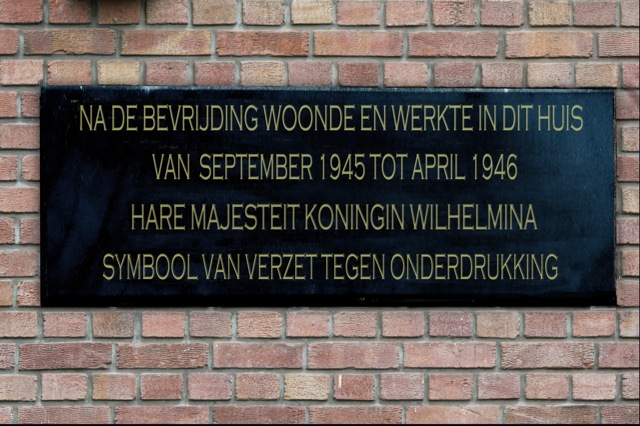 NA DE BEVRIJDING WOONDE EN WERKTE IN DIT HUIS
VAN SEPTEMBER 1945 TOT APRIL 1946
HARE MAJESTEIT KONINGIN WILHELMINA
SYMBOOL VAN VERZET TEGEN ONDERDRUKKING